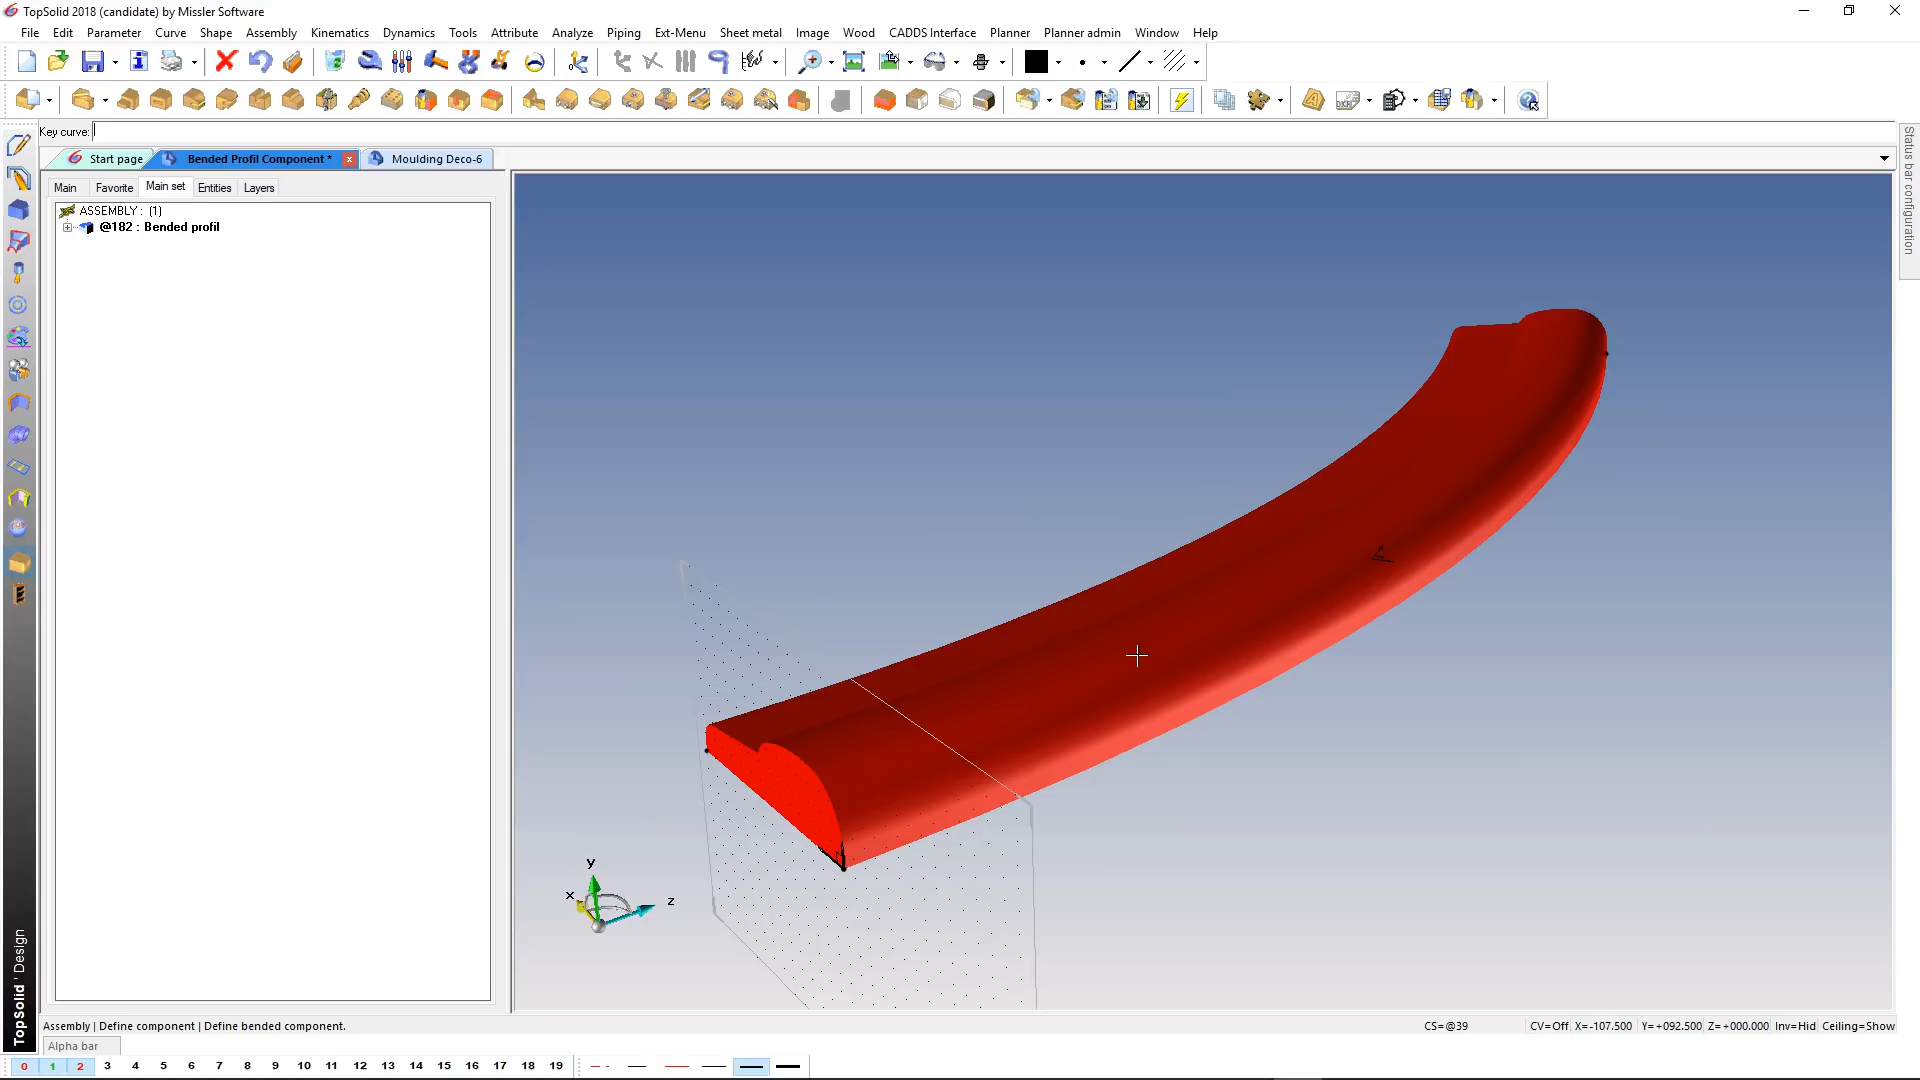 TopSolid 2018 (candidate) by Missler Software
File Edit Parameter Curve Shape Assembly Kinematics Dynamics Tools Attribute Analyze Piping Ext-Menu Sheet metal Image Wood CADDS Interface Planner Planner admin Window Help
Key curve:
Start page Bended Profil Component * x Moulding Deco-6
Main Favorite Main set Entities Layers
ASSEMBLY : (1)
@182 : Bended profil
Status bar configuration
y
x
z
TopSolid ' Design
Assembly | Define component | Define bended component.
CS=@39 CV=Off X=-107.500 Y=+092.500 Z=+000.000 Inv=Hid Ceiling=Show
Alpha bar
0 1 2 3 4 5 6 7 8 9 10 11 12 13 14 15 16 17 18 19